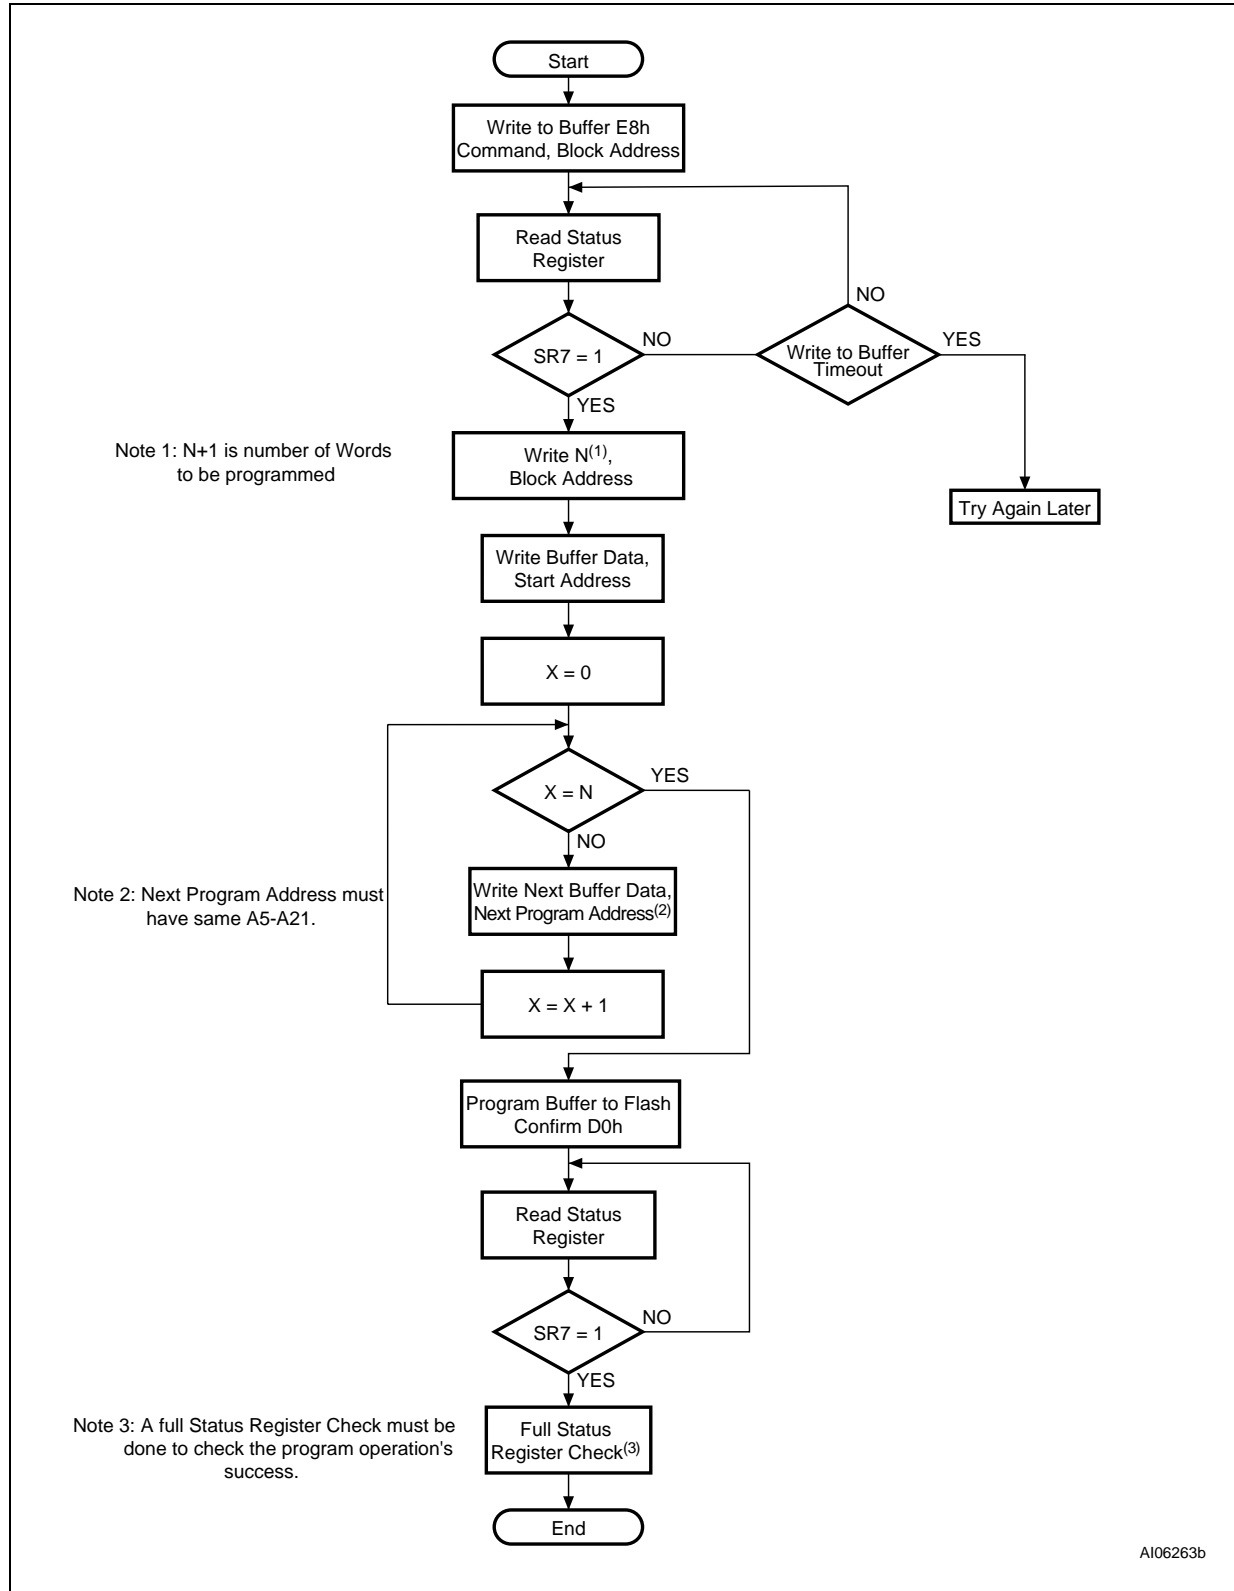 Start
Write to Buffer E8h
Command, Block Address
Read Status
Register
NO
SR7 = 1
NO
Write to Buffer
Timeout
YES
YES
Note 1: N+1 is number of Words
to be programmed
Write N(1),
Block Address
Try Again Later
Write Buffer Data,
Start Address
X = 0
X = N
YES
NO
Note 2: Next Program Address must
have same A5-A21.
Write Next Buffer Data,
Next Program Address(2)
X = X + 1
Program Buffer to Flash
Confirm D0h
Read Status
Register
SR7 = 1
NO
YES
Note 3: A full Status Register Check must be
done to check the program operation's
success.
Full Status
Register Check(3)
End
AI06263b